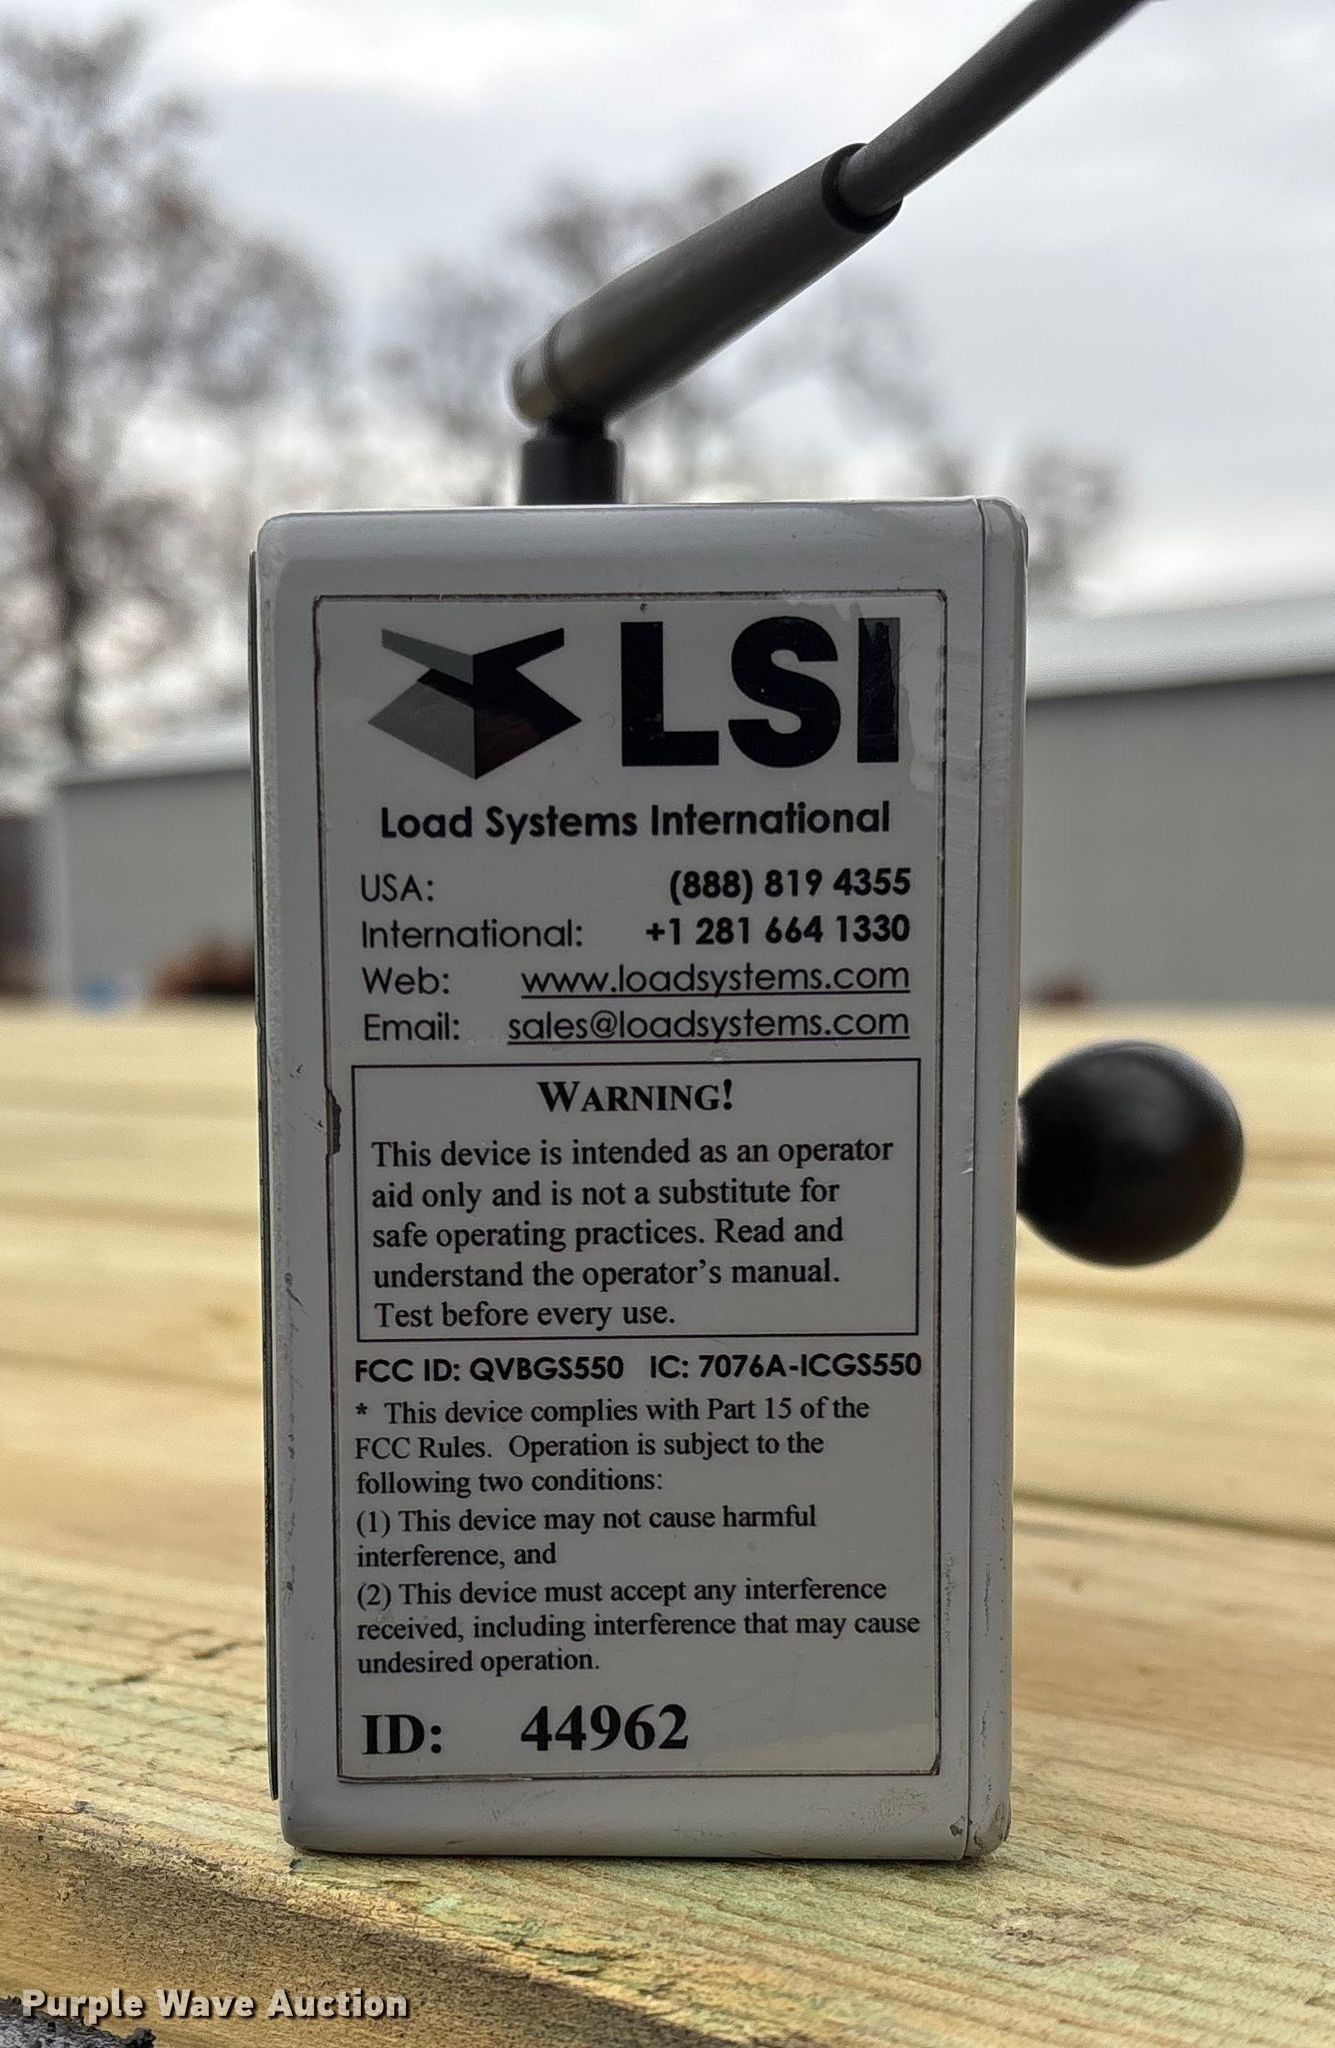 LSI
Load Systems International
USA: (888) 819 4355
International: +1 281 664 1330
Web: www.loadsystems.com
Email: sales@loadsystems.com
WARNING!
This device is intended as an operator
aid only and is not a substitute for
safe operating practices. Read and
understand the operator's manual.
Test before every use.
FCC ID: QVBGS550 IC: 7076A-ICGS550
* This device complies with Part 15 of the
FCC Rules. Operation is subject to the
following two conditions:
(1) This device may not cause harmful
interference, and
(2) This device must accept any interference
received, including interference that may cause
undesired operation.
ID: 44962
Purple Wave Auction